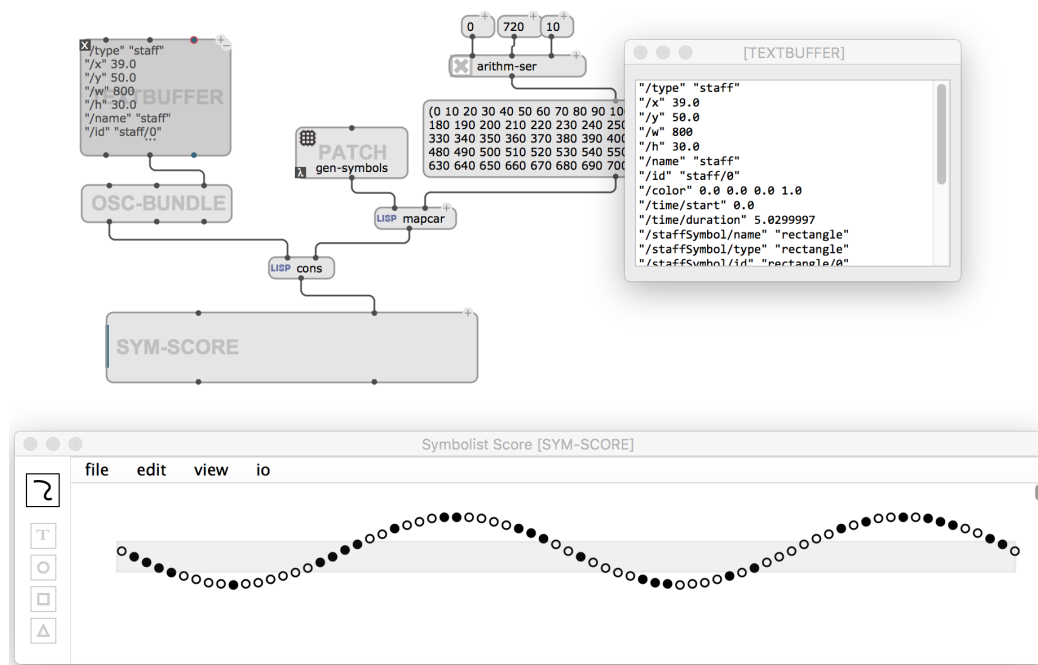 0 720 10
arithm-ser
X
"/type" "staff"
"/x" 39.0
"/y" 50.0
"/w" 800
"/h" 30.0
"/name" "staff"
"/id" "staff/0"
...
TEXTBUFFER
(0 10 20 30 40 50 60 70 80 90 10
180 190 200 210 220 230 240 250
330 340 350 360 370 380 390 400
480 490 500 510 520 530 540 550
630 640 650 660 670 680 690 700
PATCH
gen-symbols
λ
OSC-BUNDLE
LISP mapcar
LISP cons
SYM-SCORE
[TEXTBUFFER]
"/type" "staff"
"/x" 39.0
"/y" 50.0
"/w" 800
"/h" 30.0
"/name" "staff"
"/id" "staff/0"
"/color" 0.0 0.0 0.0 1.0
"/time/start" 0.0
"/time/duration" 5.0299997
"/staffSymbol/name" "rectangle"
"/staffSymbol/type" "rectangle"
"/staffSymbol/id" "rectangle/0"
Symbolist Score [SYM-SCORE]
file edit view io
T